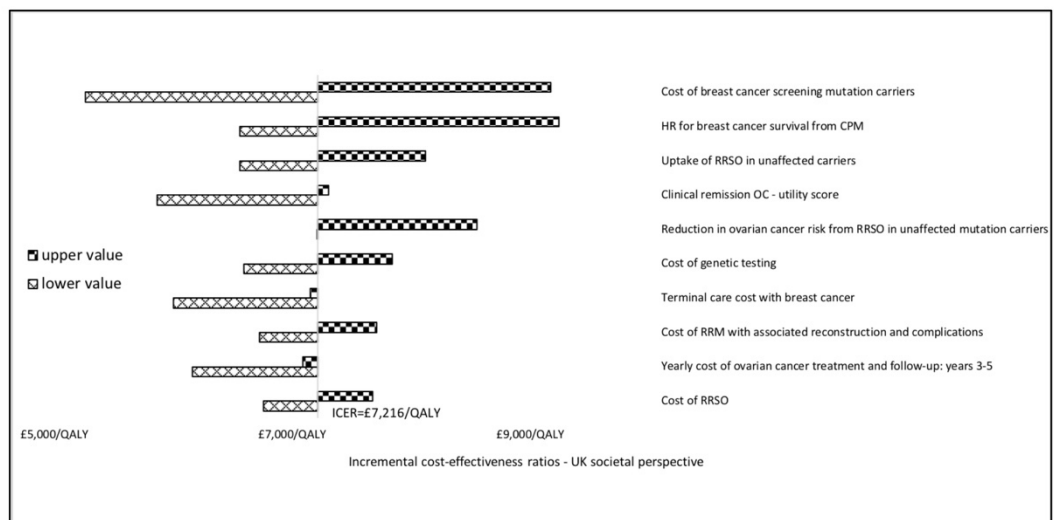 Cost of breast cancer screening mutation carriers
HR for breast cancer survival from CPM
Uptake of RRSO in unaffected carriers
Clinical remission OC - utility score
Reduction in ovarian cancer risk from RRSO in unaffected mutation carriers
upper value
Cost of genetic testing
lower value
Terminal care cost with breast cancer
Cost of RRM with associated reconstruction and complications
Yearly cost of ovarian cancer treatment and follow-up: years 3-5
Cost of RRSO
ICER=£7,216/QALY
£5,000/QALY £7,000/QALY £9,000/QALY
Incremental cost-effectiveness ratios - UK societal perspective